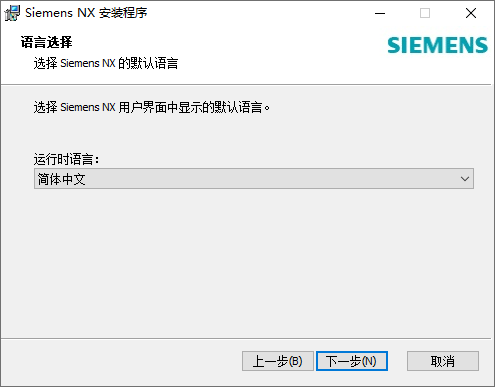 Siemens NX 安装程序
语言选择
SIEMENS
选择 Siemens NX 的默认语言
选择 Siemens NX 用户界面中显示的默认语言。
运行时语言:
简体中文
上一步(B) 下一步(N) 取消